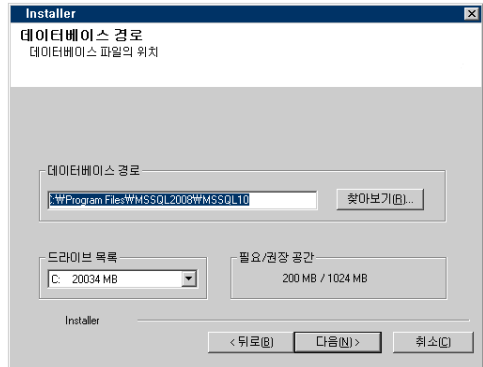 Installer
데이터베이스 경로
데이터베이스 파일의 위치
데이터베이스 경로
:₩Program Files₩MSSQL2008₩MSSQL10
찾아보기(R)...
드라이브 목록
C: 20034 MB
필요/권장 공간
200 MB / 1024 MB
Installer
< 뒤로(B)
다음(N) >
취소(C)